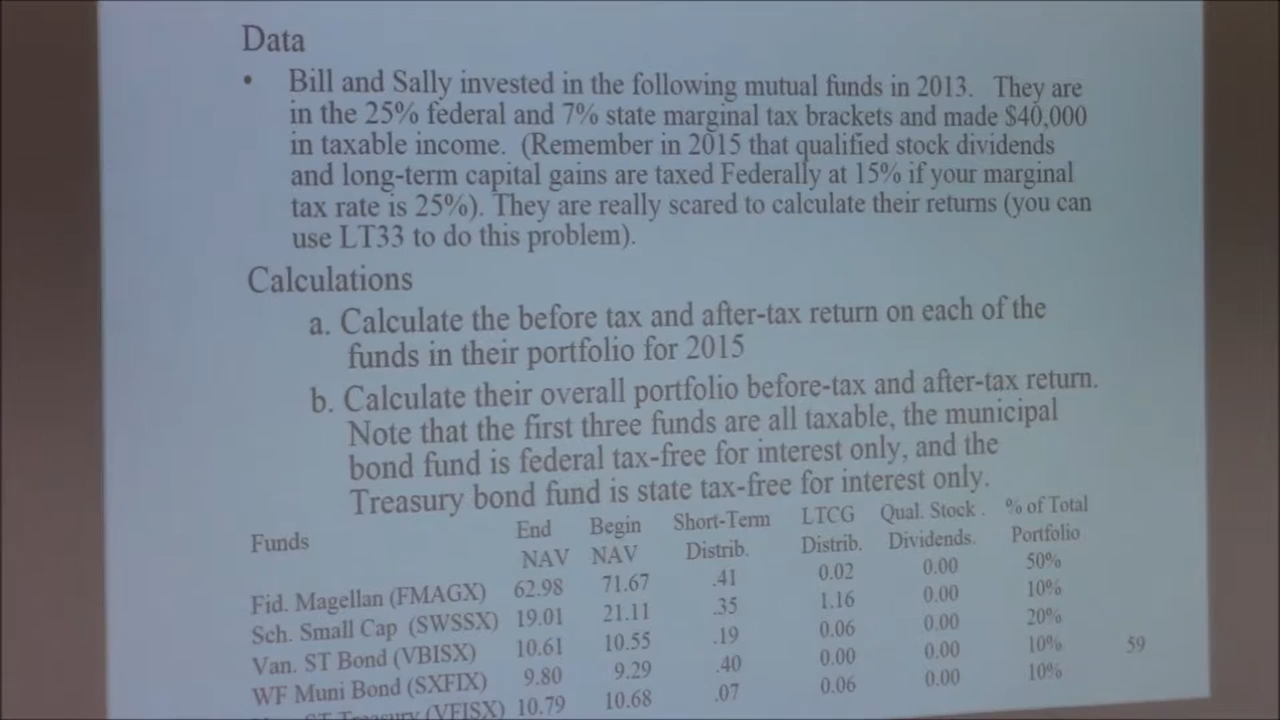 Data
• Bill and Sally invested in the following mutual funds in 2013. They are
in the 25% federal and 7% state marginal tax brackets and made $40,000
in taxable income. (Remember in 2015 that qualified stock dividends
and long-term capital gains are taxed Federally at 15% if your marginal
tax rate is 25%). They are really scared to calculate their returns (you can
use LT33 to do this problem).
Calculations
a. Calculate the before tax and after-tax return on each of the
funds in their portfolio for 2015
b. Calculate their overall portfolio before-tax and after-tax return.
Note that the first three funds are all taxable, the municipal
bond fund is federal tax-free for interest only, and the
Treasury bond fund is state tax-free for interest only.
Funds End Begin Short-Term LTCG Qual. Stock . % of Total
NAV NAV Distrib. Distrib. Dividends. Portfolio
Fid. Magellan (FMAGX) 62.98 71.67 .41 0.02 0.00 50%
Sch. Small Cap (SWSSX) 19.01 21.11 .35 1.16 0.00 10%
Van. ST Bond (VBISX) 10.61 10.55 .19 0.06 0.00 20%
WF Muni Bond (SXFIX) 9.80 9.29 .40 0.00 0.00 10%
ST Treasury (VFISX) 10.79 10.68 .07 0.06 0.00 10%
59